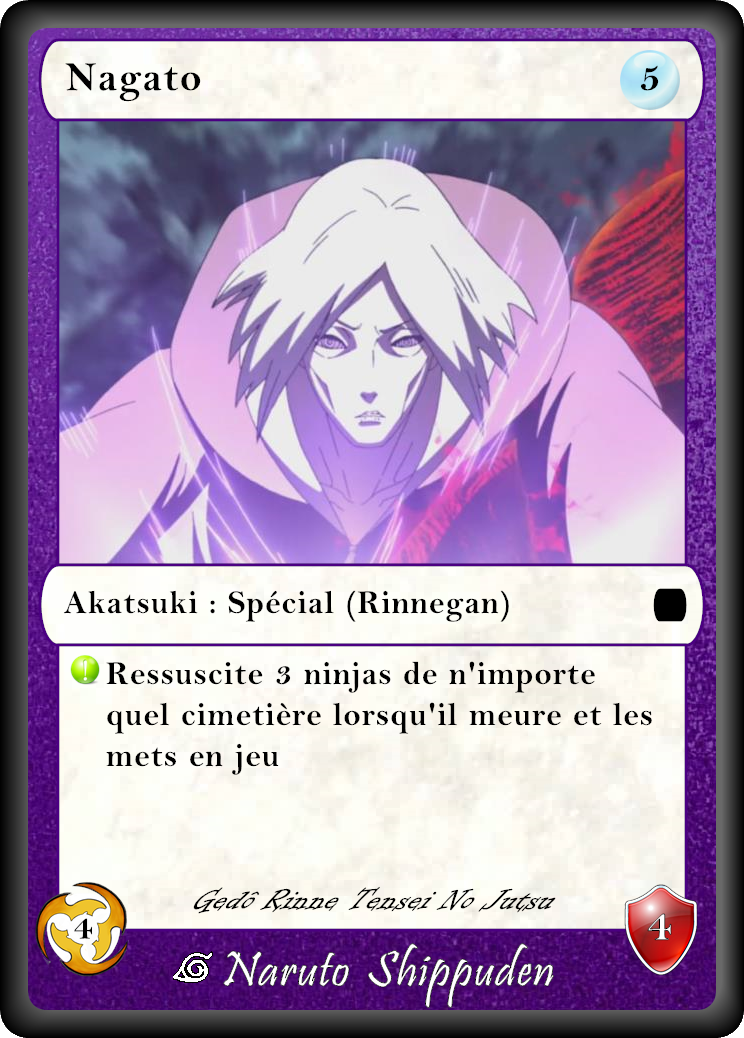 Nagato
5
Akatsuki : Spécial (Rinnegan)
Ressuscite 3 ninjas de n'importe
quel cimetière lorsqu'il meure et les
mets en jeu
Gedô Rinne Tensei No Jutsu
4
4
Naruto Shippuden